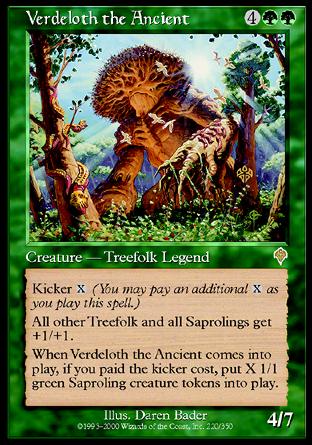 Verdeloth the Ancient 4
Creature — Treefolk Legend
Kicker X (You may pay an additional X as
you play this spell.)
All other Treefolk and all Saprolings get
+1/+1.
When Verdeloth the Ancient comes into
play, if you paid the kicker cost, put X 1/1
green Saproling creature tokens into play.
Illus. Daren Bader
©1993–2000 Wizards of the Coast, Inc. 220/350
4/7